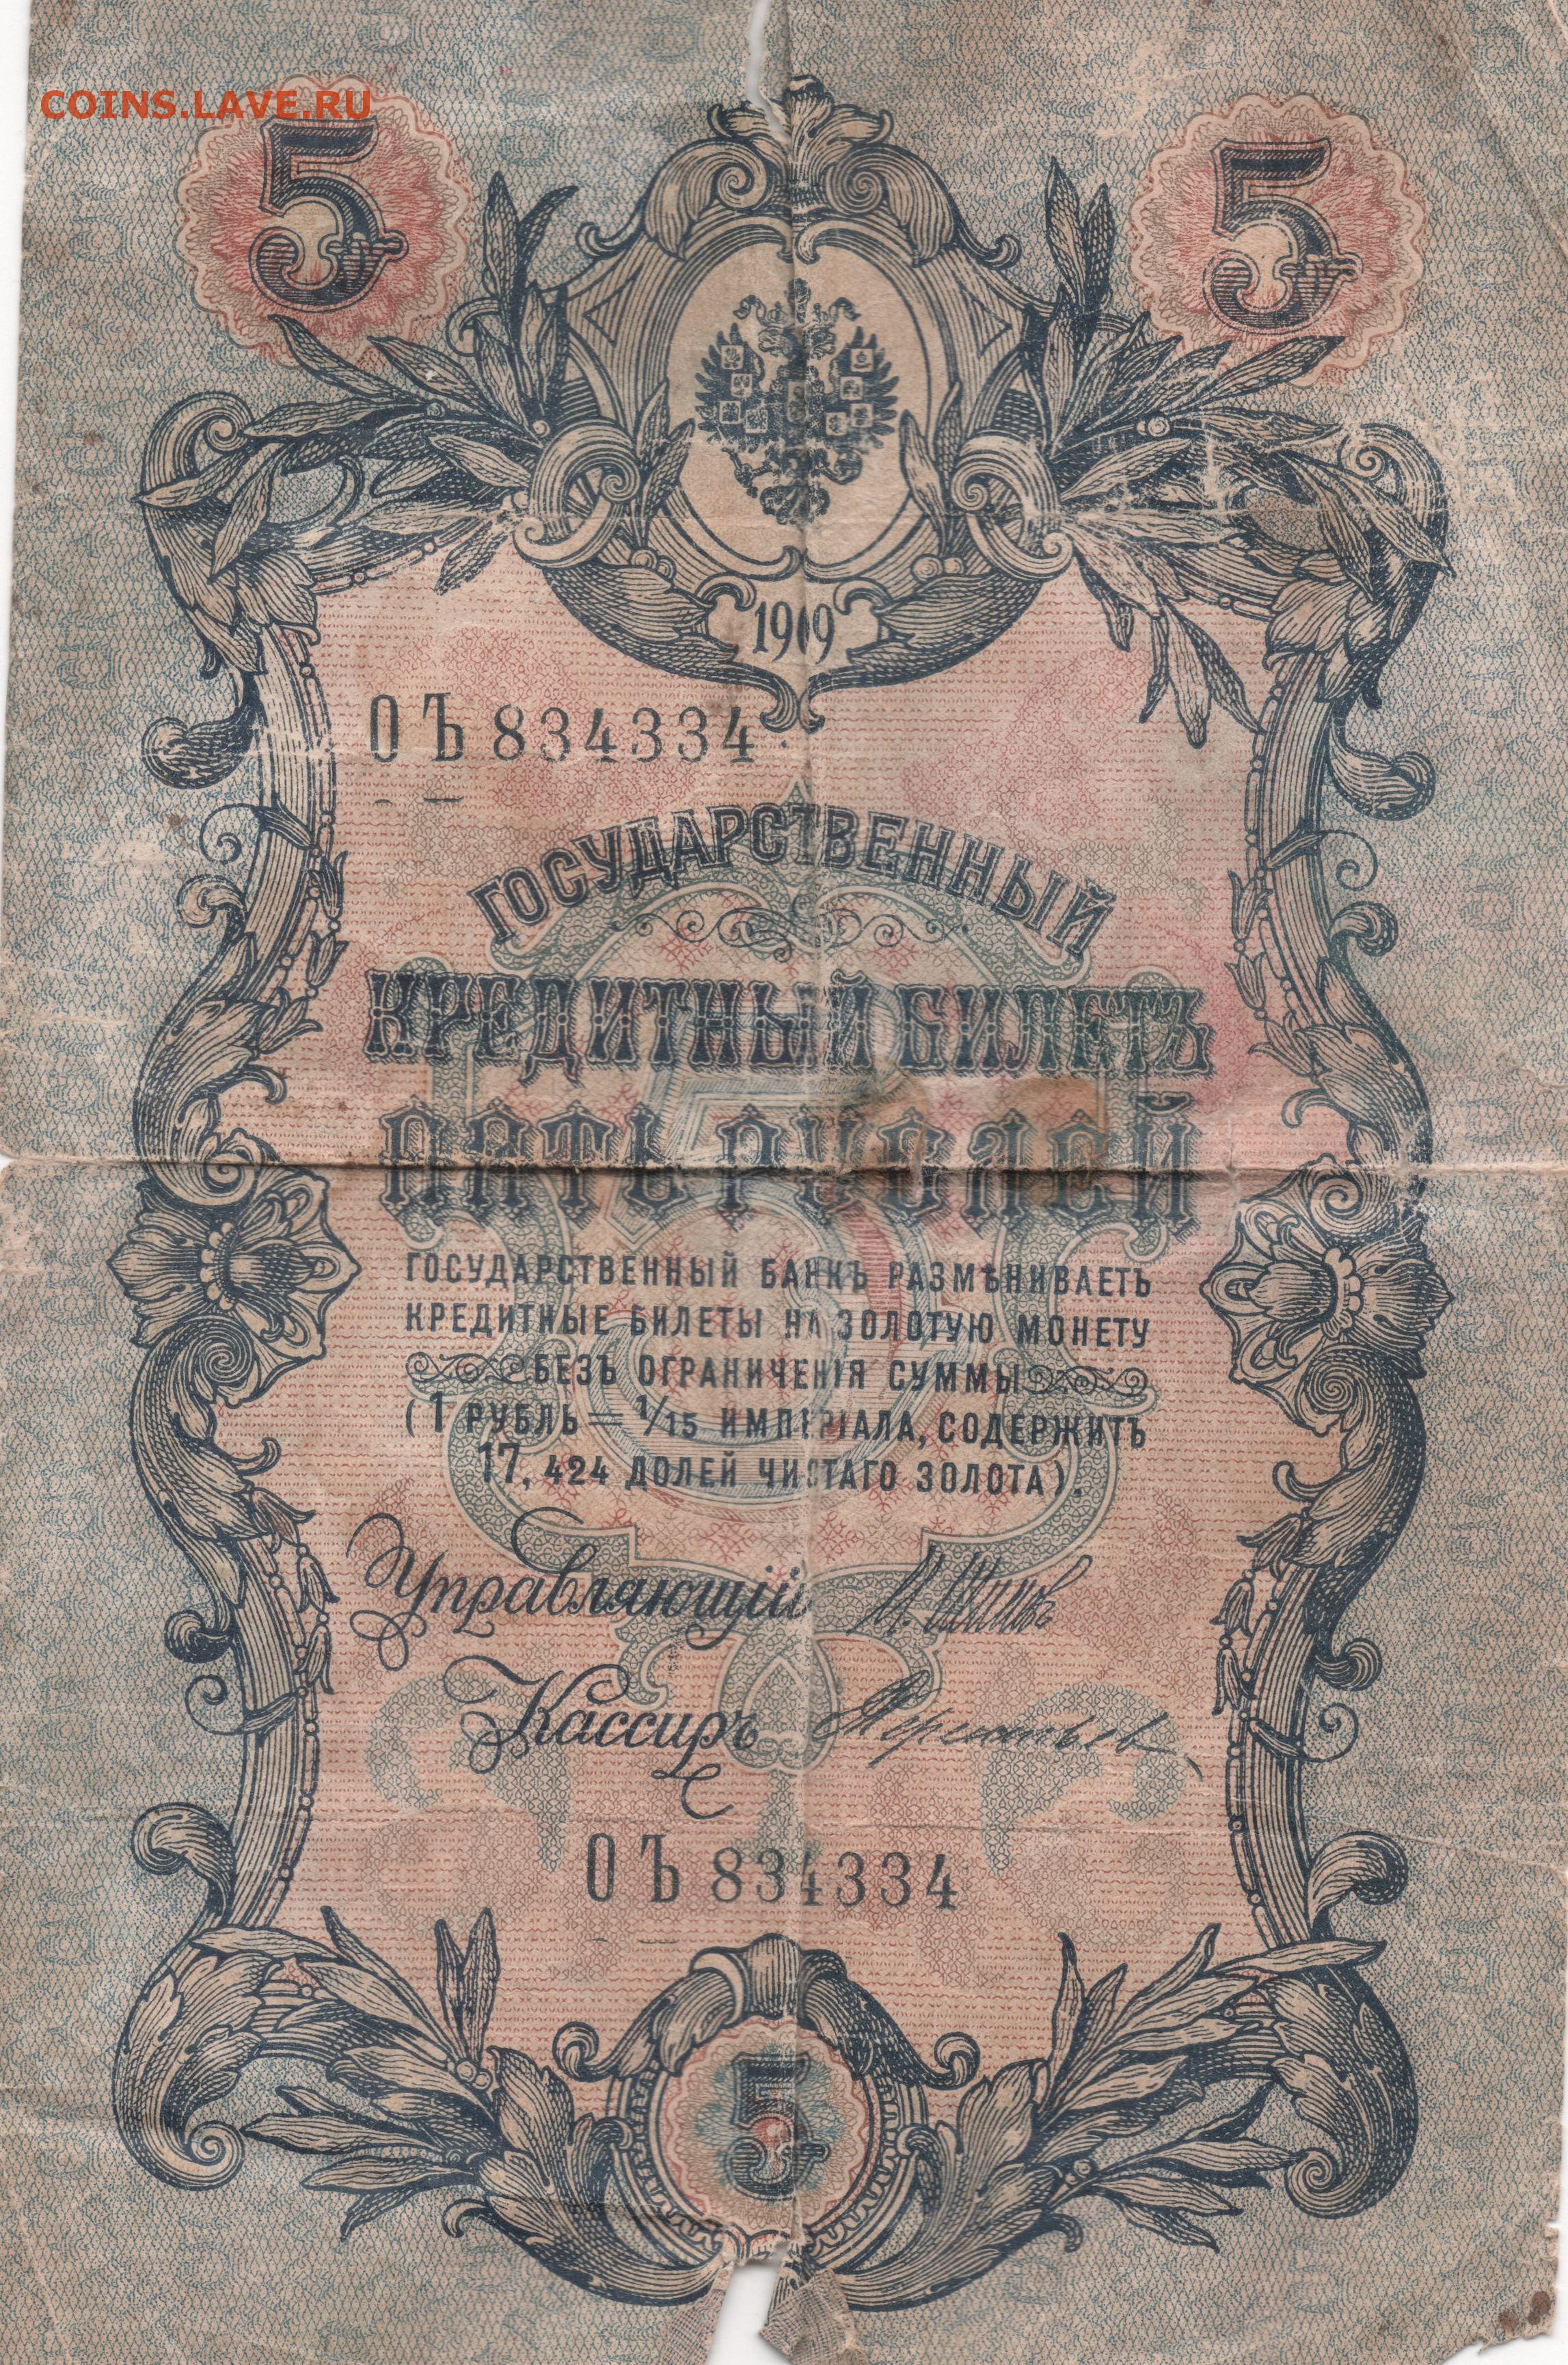 COINS.LAVE.RU
5 5
1909
ОЪ 834334
ГОСУДАРСТВЕННЫЙ
КРЕДИТНЫЙ БИЛЕТЪ
ПЯТЬ РУБЛЕЙ
ГОСУДАРСТВЕННЫЙ БАНКЪ РАЗМѢНИВАЕТЪ
КРЕДИТНЫЕ БИЛЕТЫ НА ЗОЛОТУЮ МОНЕТУ
БЕЗЪ ОГРАНИЧЕНІЯ СУММЫ
(1 РУБЛЬ = 1/15 ИМПЕРІАЛА, СОДЕРЖИТЪ
17,424 ДОЛЕЙ ЧИСТАГО ЗОЛОТА).
Управляющій И. Шипов
Кассиръ
ОЪ 834334
5